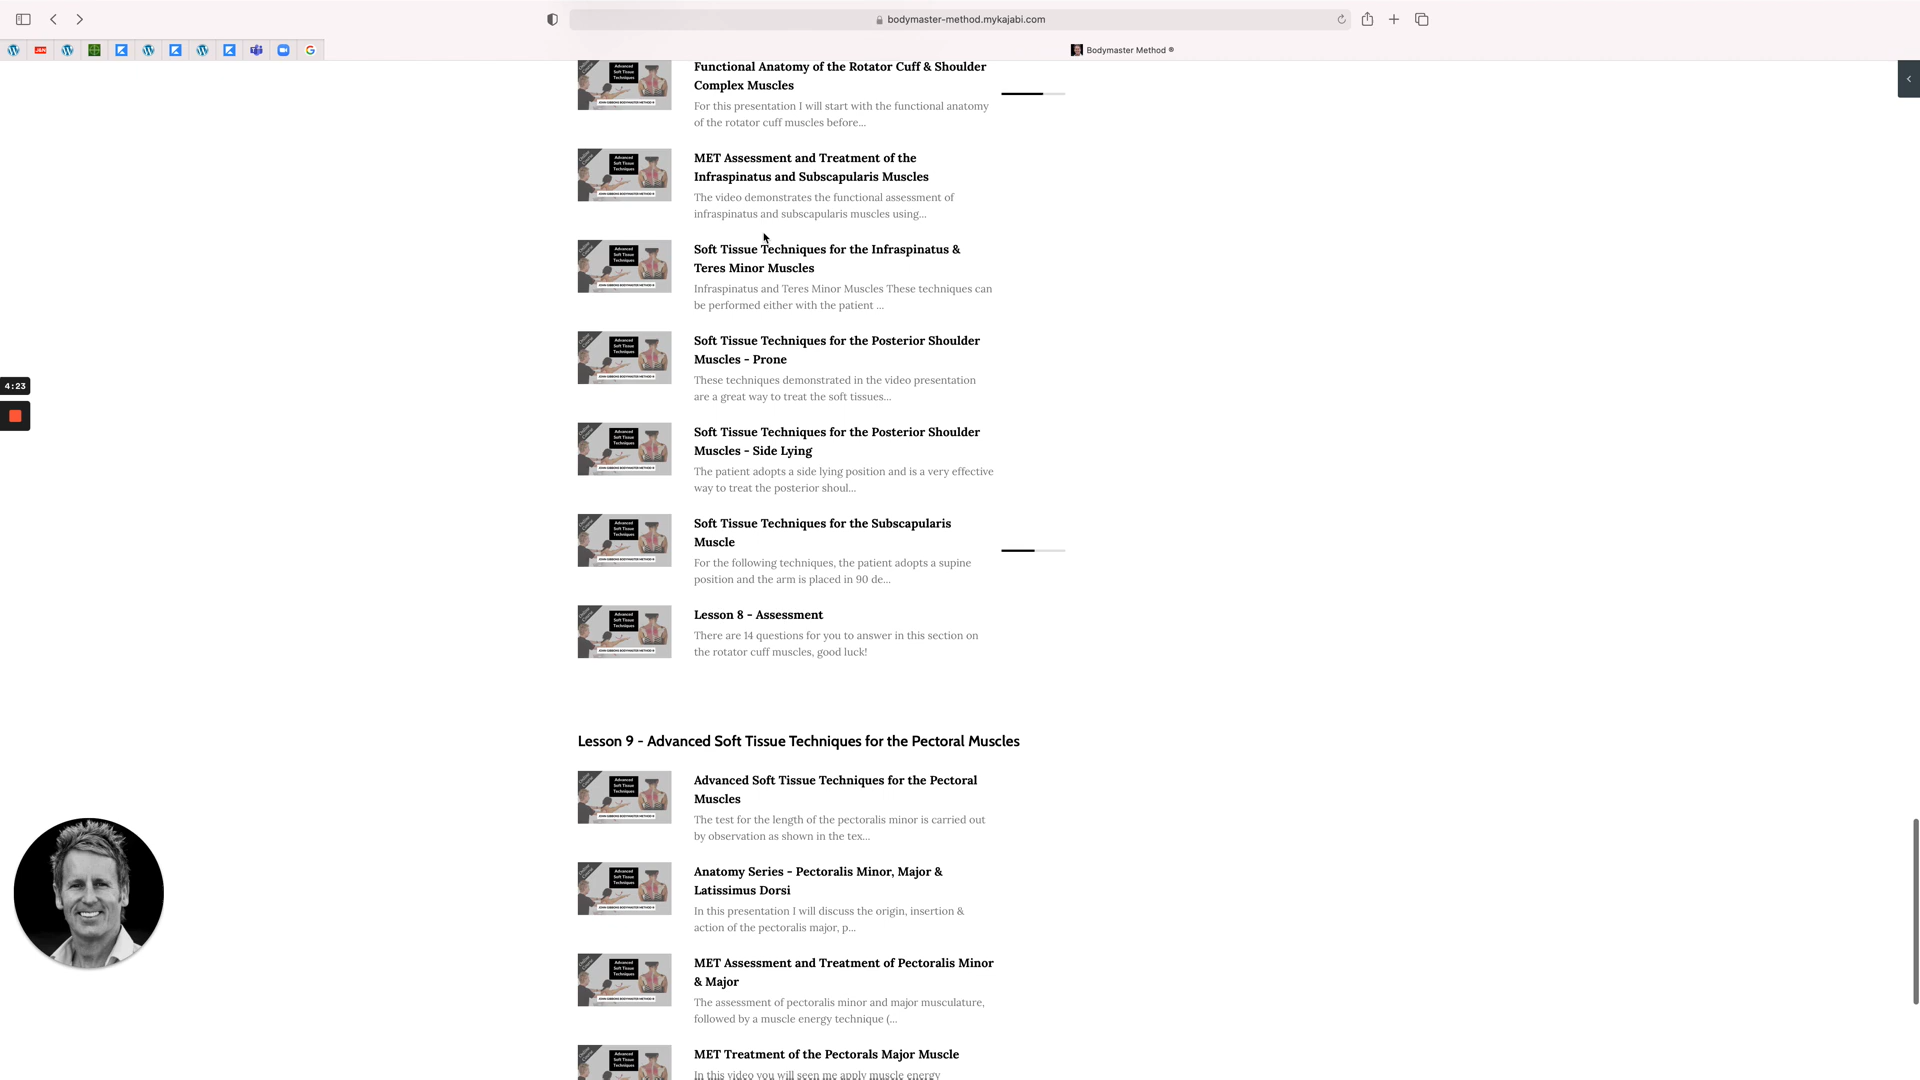 bodymaster-method.mykajabi.com
Bodymaster Method ®
Functional Anatomy of the Rotator Cuff & Shoulder
Complex Muscles
For this presentation I will start with the functional anatomy
of the rotator cuff muscles before...
MET Assessment and Treatment of the
Infraspinatus and Subscapularis Muscles
The video demonstrates the functional assessment of
infraspinatus and subscapularis muscles using...
Soft Tissue Techniques for the Infraspinatus &
Teres Minor Muscles
Infraspinatus and Teres Minor Muscles These techniques can
be performed either with the patient ...
Soft Tissue Techniques for the Posterior Shoulder
Muscles - Prone
These techniques demonstrated in the video presentation
are a great way to treat the soft tissues...
4:23
Soft Tissue Techniques for the Posterior Shoulder
Muscles - Side Lying
The patient adopts a side lying position and is a very effective
way to treat the posterior shoul...
Soft Tissue Techniques for the Subscapularis
Muscle
For the following techniques, the patient adopts a supine
position and the arm is placed in 90 de...
Lesson 8 - Assessment
There are 14 questions for you to answer in this section on
the rotator cuff muscles, good luck!
Lesson 9 - Advanced Soft Tissue Techniques for the Pectoral Muscles
Advanced Soft Tissue Techniques for the Pectoral
Muscles
The test for the length of the pectoralis minor is carried out
by observation as shown in the tex...
Anatomy Series - Pectoralis Minor, Major &
Latissimus Dorsi
In this presentation I will discuss the origin, insertion &
action of the pectoralis major, p...
MET Assessment and Treatment of Pectoralis Minor
& Major
The assessment of pectoralis minor and major musculature,
followed by a muscle energy technique (...
MET Treatment of the Pectorals Major Muscle
In this video you will seen me apply muscle energy